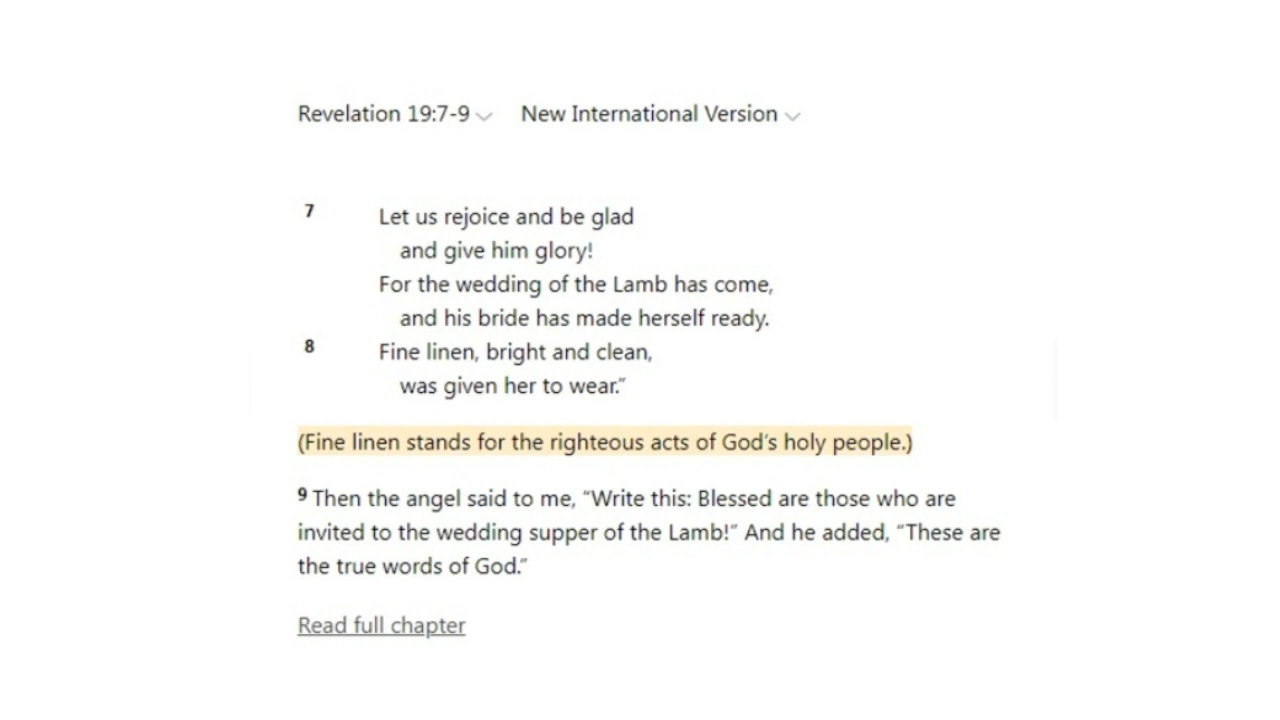 Revelation 19:7-9 New International Version
7 Let us rejoice and be glad
and give him glory!
For the wedding of the Lamb has come,
and his bride has made herself ready.
8 Fine linen, bright and clean,
was given her to wear.”
(Fine linen stands for the righteous acts of God’s holy people.)
9 Then the angel said to me, “Write this: Blessed are those who are
invited to the wedding supper of the Lamb!” And he added, “These are
the true words of God.”
Read full chapter